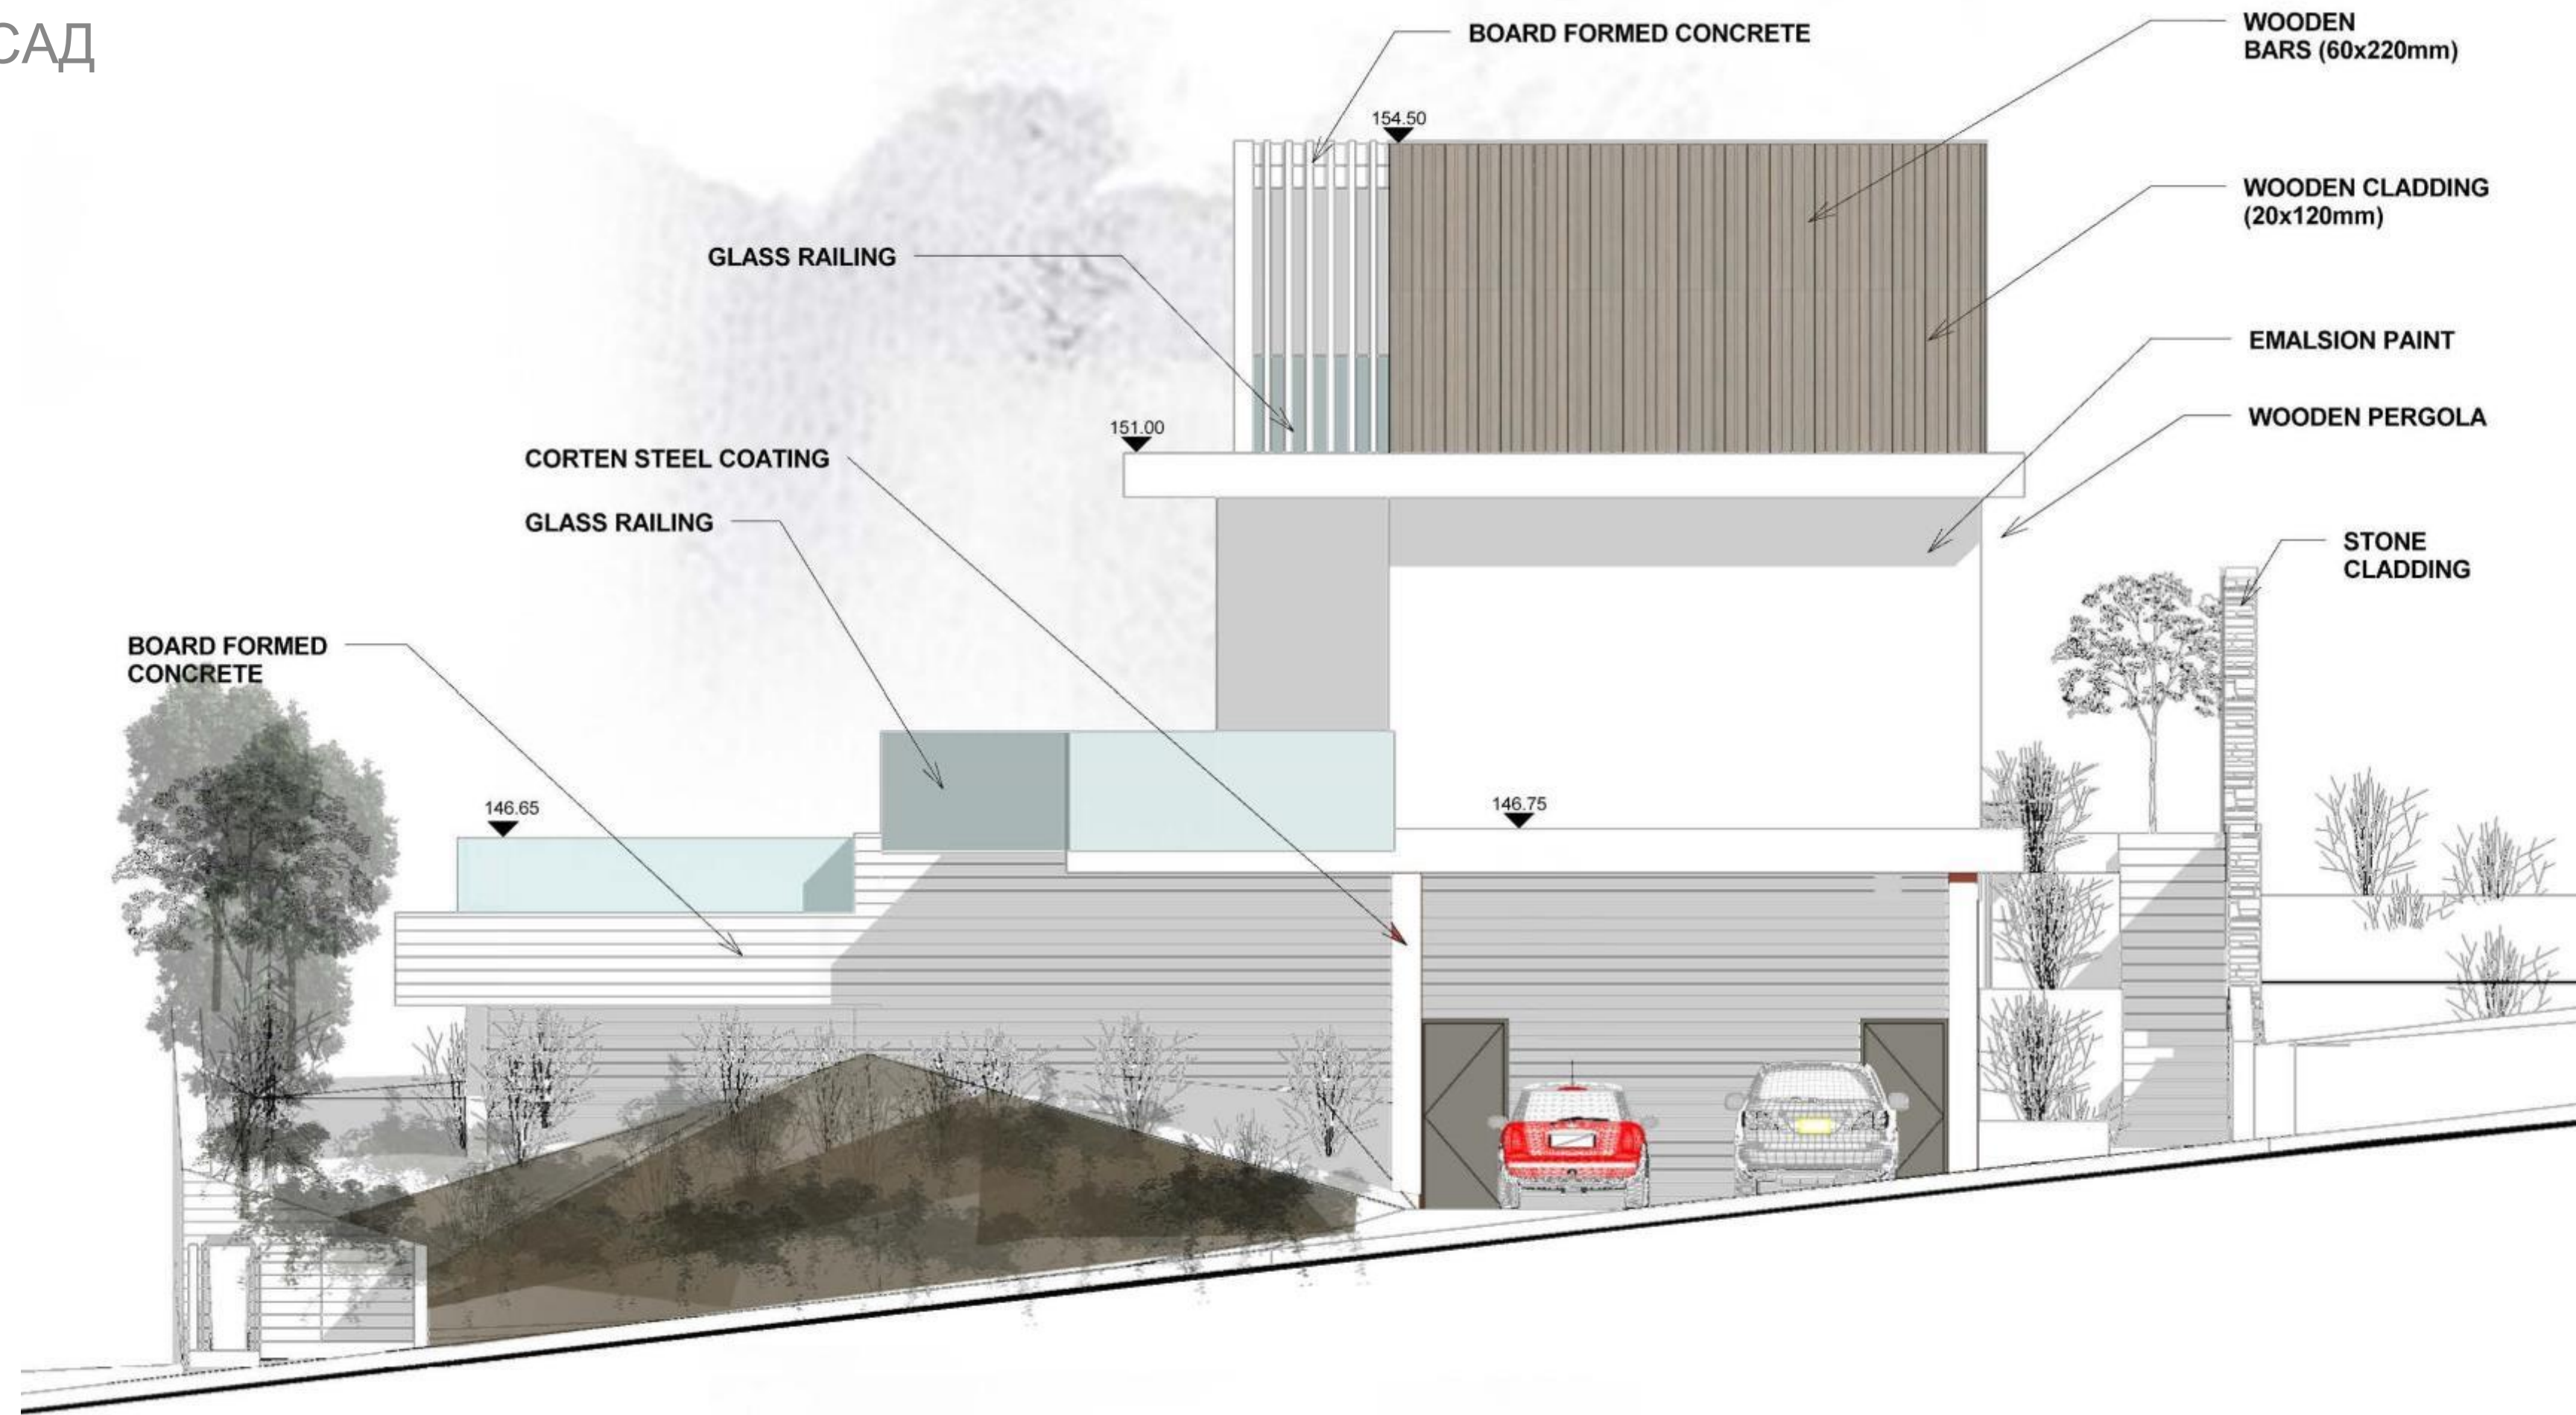 САД
BOARD FORMED CONCRETE
WOODEN
BARS (60x220mm)
154.50
WOODEN CLADDING
(20x120mm)
GLASS RAILING
EMALSION PAINT
WOODEN PERGOLA
151.00
CORTEN STEEL COATING
GLASS RAILING
STONE
CLADDING
BOARD FORMED
CONCRETE
146.65
146.75